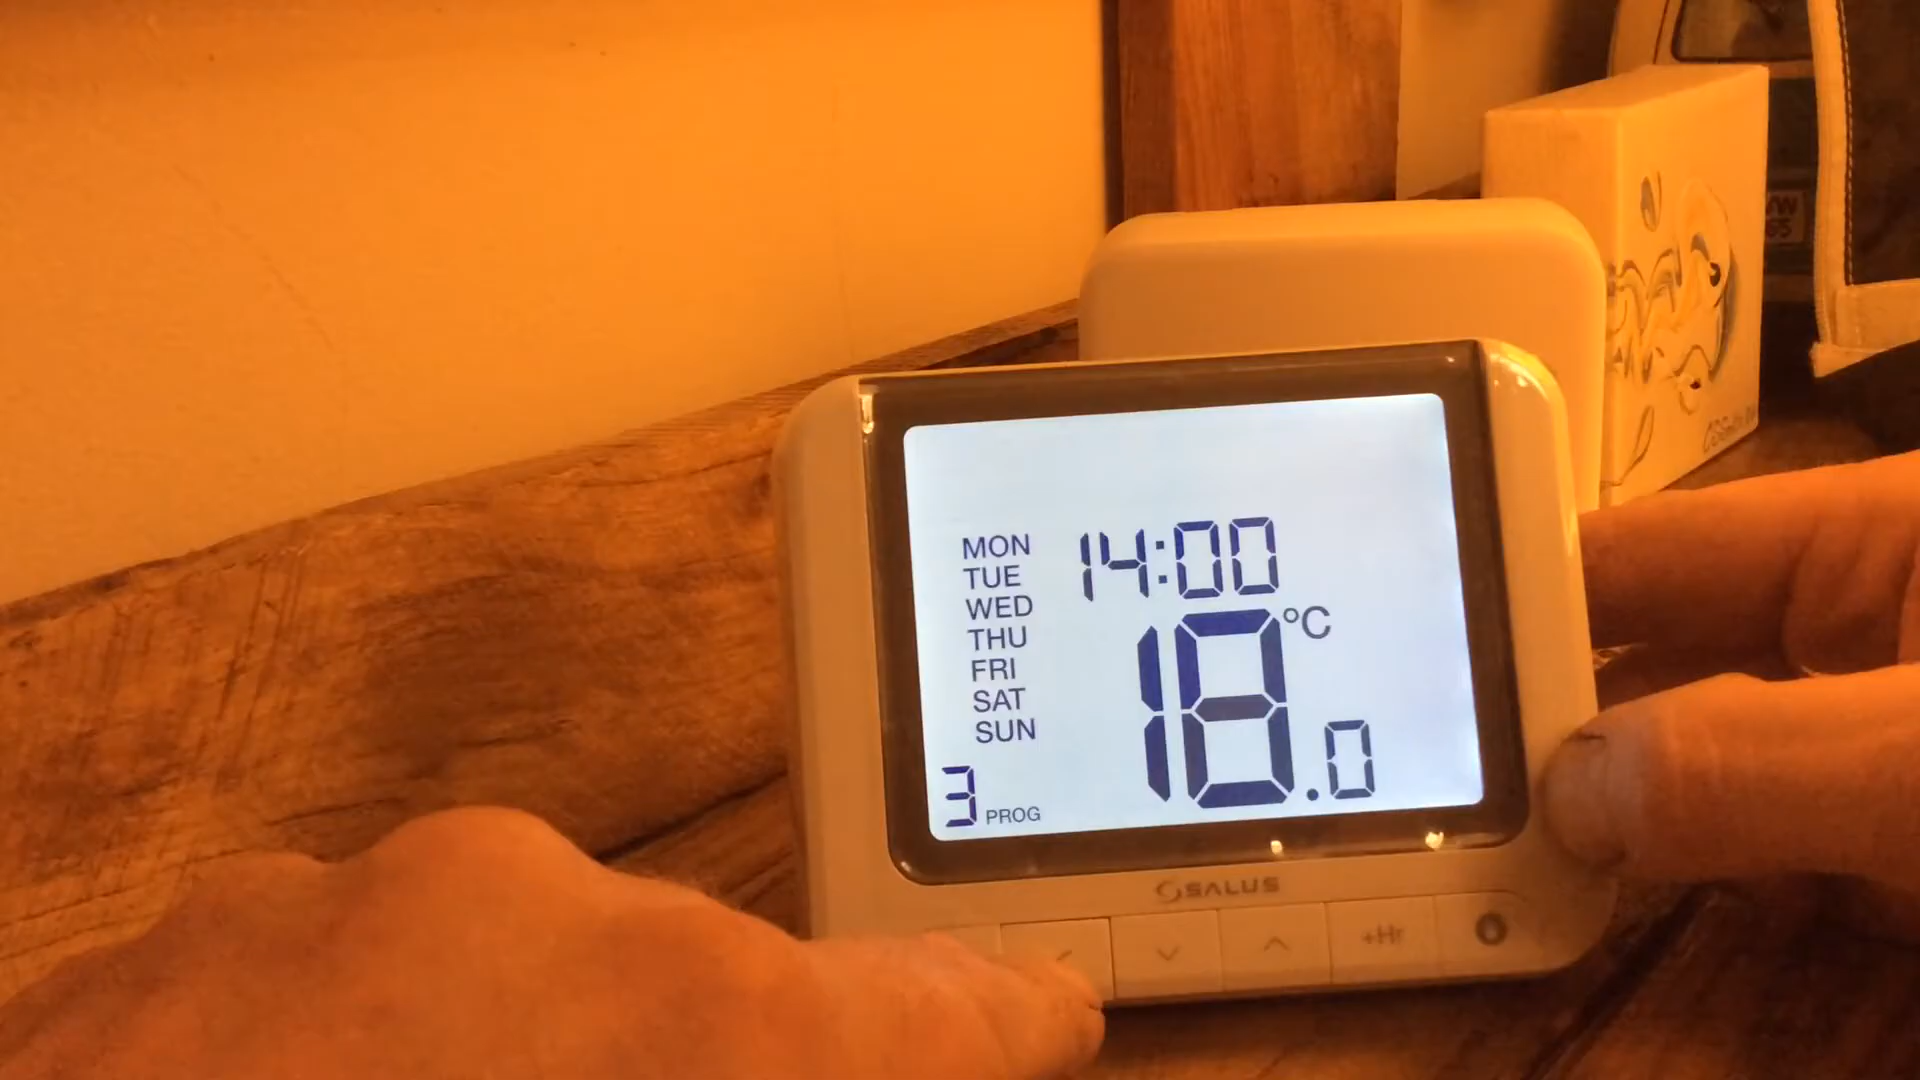 MON 14:00
TUE
WED
THU
FRI
SAT
SUN
18.0 °C
3 PROG
SALUS
+Hr